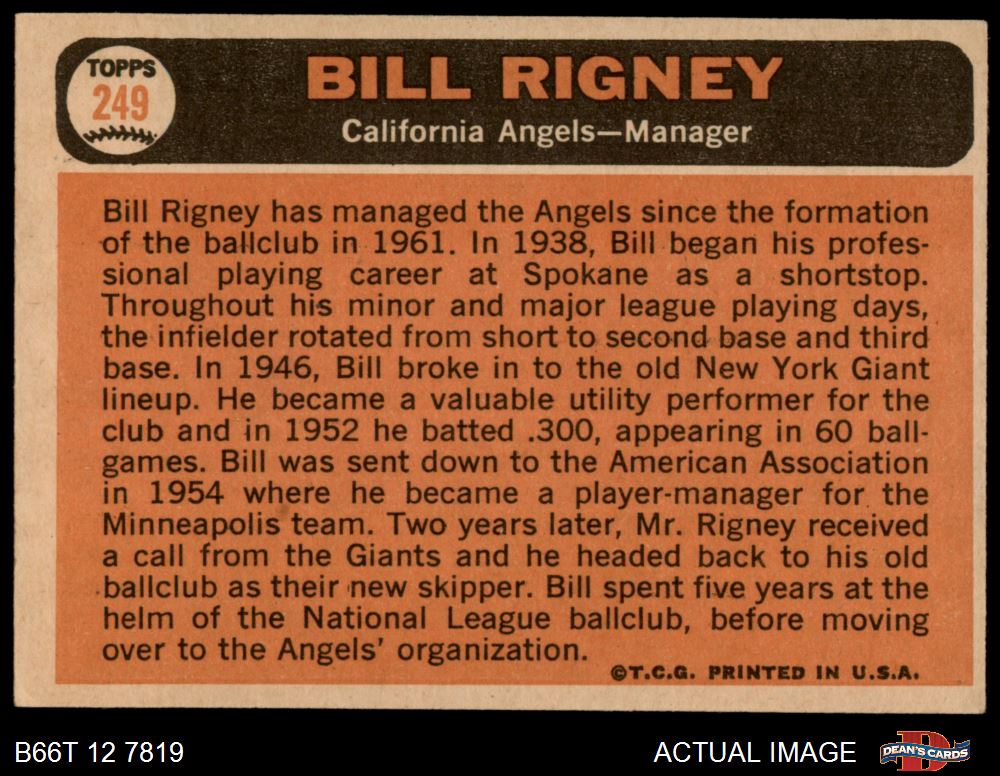 TOPPS
249
BILL RIGNEY
California Angels—Manager
Bill Rigney has managed the Angels since the formation
of the ballclub in 1961. In 1938, Bill began his profes-
sional playing career at Spokane as a shortstop.
Throughout his minor and major league playing days,
the infielder rotated from short to second base and third
base. In 1946, Bill broke in to the old New York Giant
lineup. He became a valuable utility performer for the
club and in 1952 he batted .300, appearing in 60 ball-
games. Bill was sent down to the American Association
in 1954 where he became a player-manager for the
Minneapolis team. Two years later, Mr. Rigney received
a call from the Giants and he headed back to his old
ballclub as their new skipper. Bill spent five years at the
helm of the National League ballclub, before moving
over to the Angels' organization.
©T.C.G. PRINTED IN U.S.A.
B66T 12 7819
ACTUAL IMAGE
D
DEAN'S CARDS